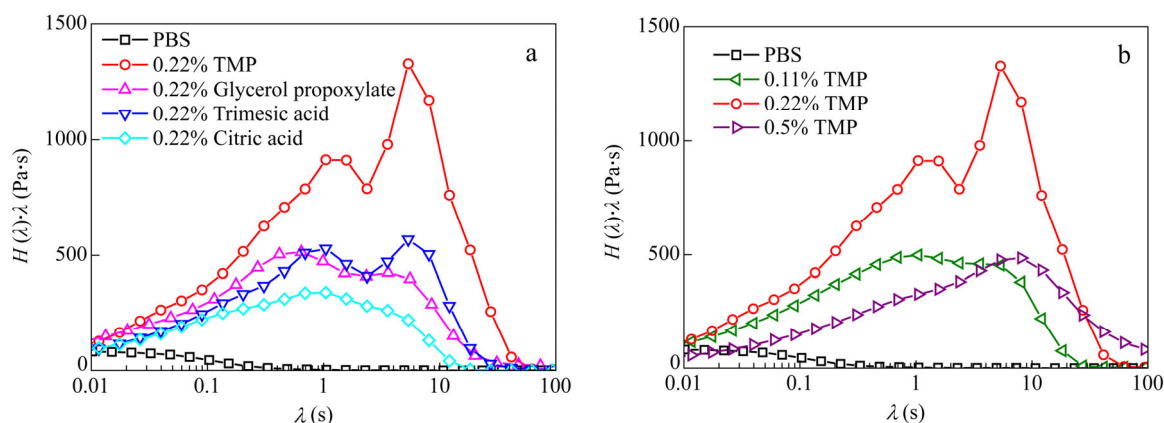 1500
a
PBS
0.22% TMP
0.22% Glycerol propoxylate
0.22% Trimesic acid
0.22% Citric acid
1000
500
0
H (λ)·λ (Pa·s)
0.01
0.1
1
10
100
λ (s)
1500
b
PBS
0.11% TMP
0.22% TMP
0.5% TMP
1000
500
0
H (λ)·λ (Pa·s)
0.01
0.1
1
10
100
λ (s)